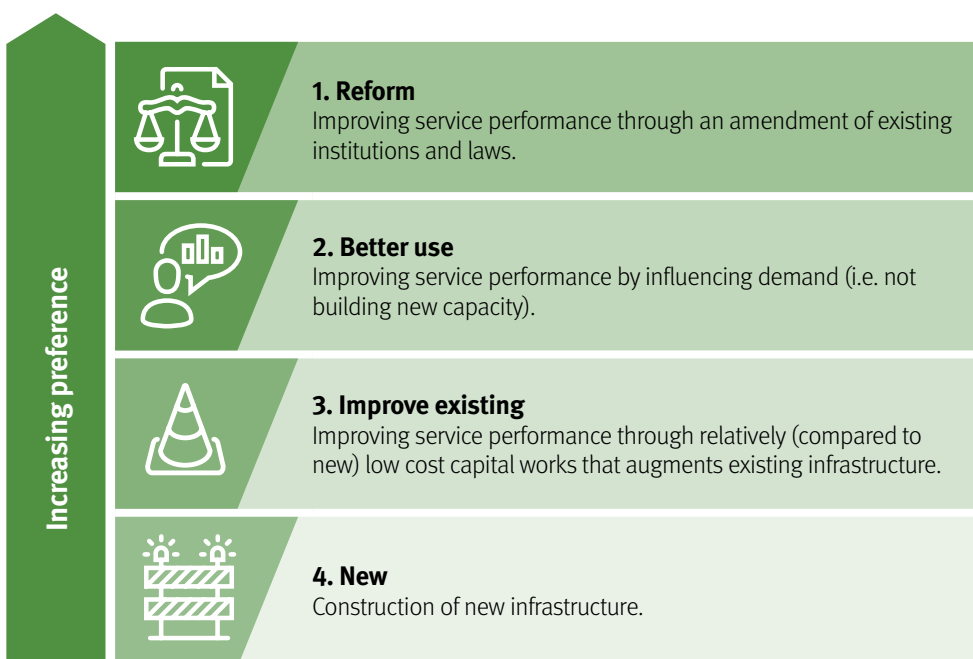 Increasing preference
1. Reform
Improving service performance through an amendment of existing
institutions and laws.
2. Better use
Improving service performance by influencing demand (i.e. not
building new capacity).
3. Improve existing
Improving service performance through relatively (compared to
new) low cost capital works that augments existing infrastructure.
4. New
Construction of new infrastructure.